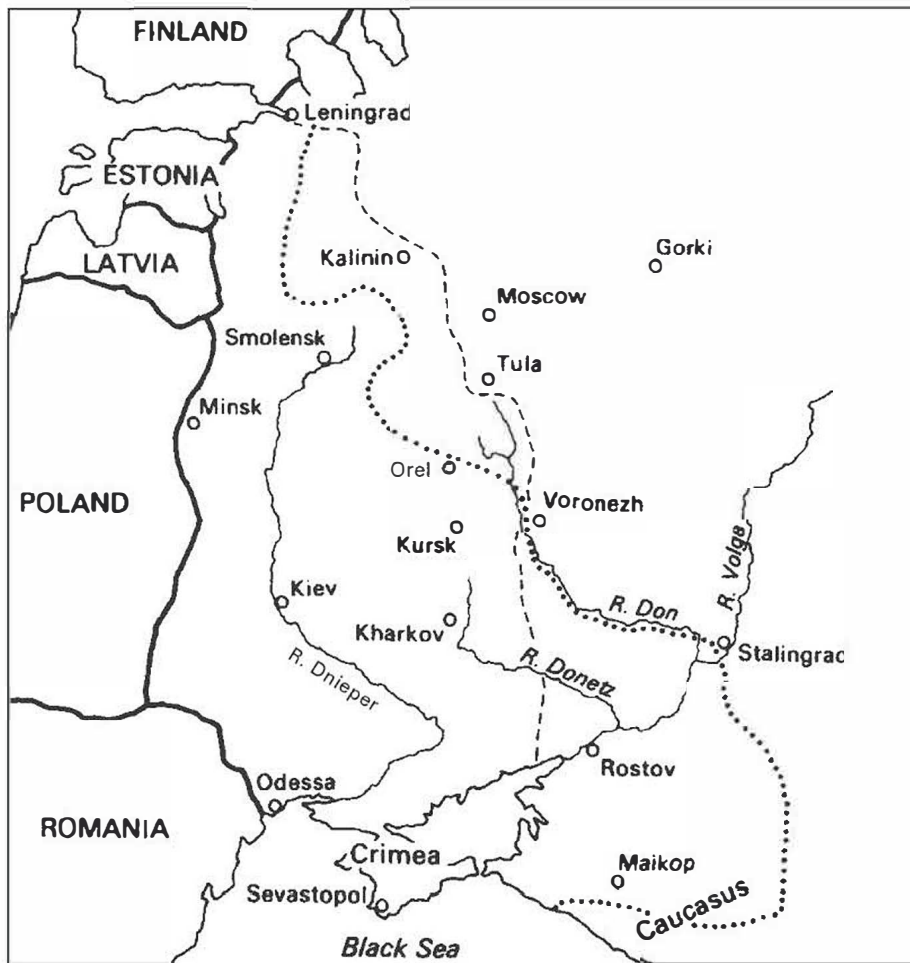 FINLAND
Leningrad
ESTONIA
Kalinin
Gorki
LATVIA
Moscow
Smolensk
Tula
Minsk
Orel
POLAND
Voronezh
Kursk
R. Volga
Kiev
R. Don
Kharkov
Stalingrad
R. Dnieper
R. Donetz
Rostov
Odessa
ROMANIA
Crimea
Maikop
Sevastopol
Caucasus
Black Sea